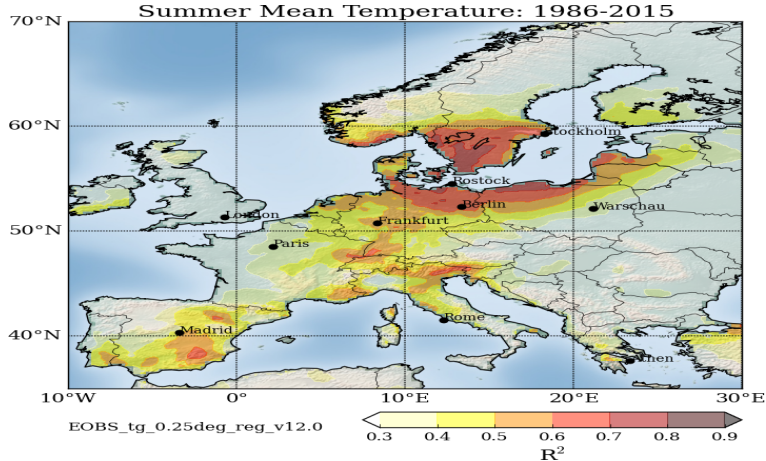 Summer Mean Temperature: 1986-2015
70°N
60°N
50°N
40°N
Stockholm
Rostock
Berlin
Warschau
London
Frankfurt
Paris
Madrid
Rome
Athen
10°W
0°
10°E
20°E
30°E
EOBS_tg_0.25deg_reg_v12.0
0.3 0.4 0.5 0.6 0.7 0.8 0.9
R²